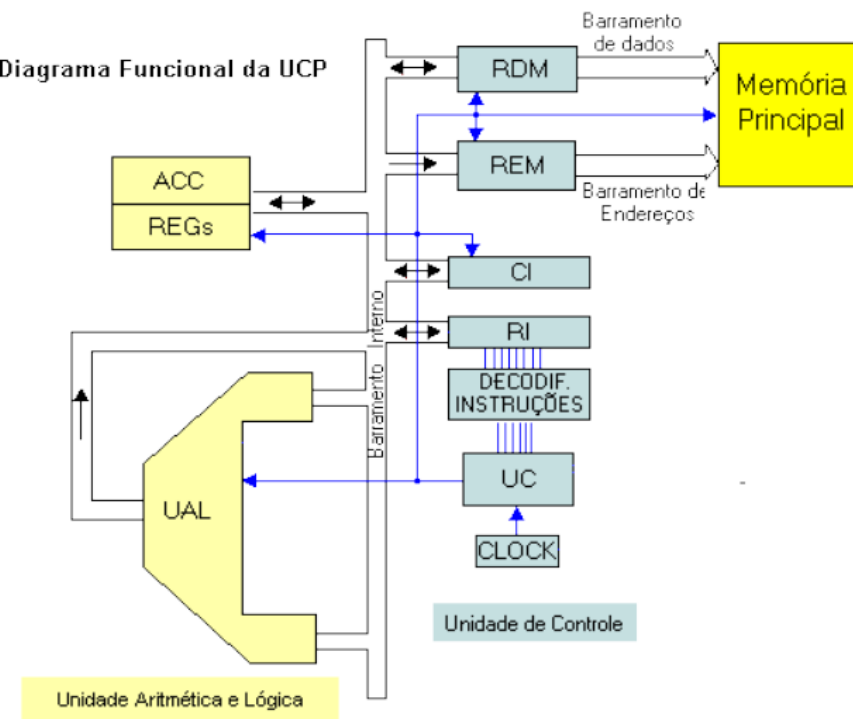 Diagrama Funcional da UCP
Barramento
de dados
RDM
Memória
Principal
REM
Barramento de
Endereços
ACC
REGs
CI
Barramento Interno
RI
DECODIF.
INSTRUÇÕES
UAL
UC
CLOCK
Unidade de Controle
Unidade Aritmética e Lógica